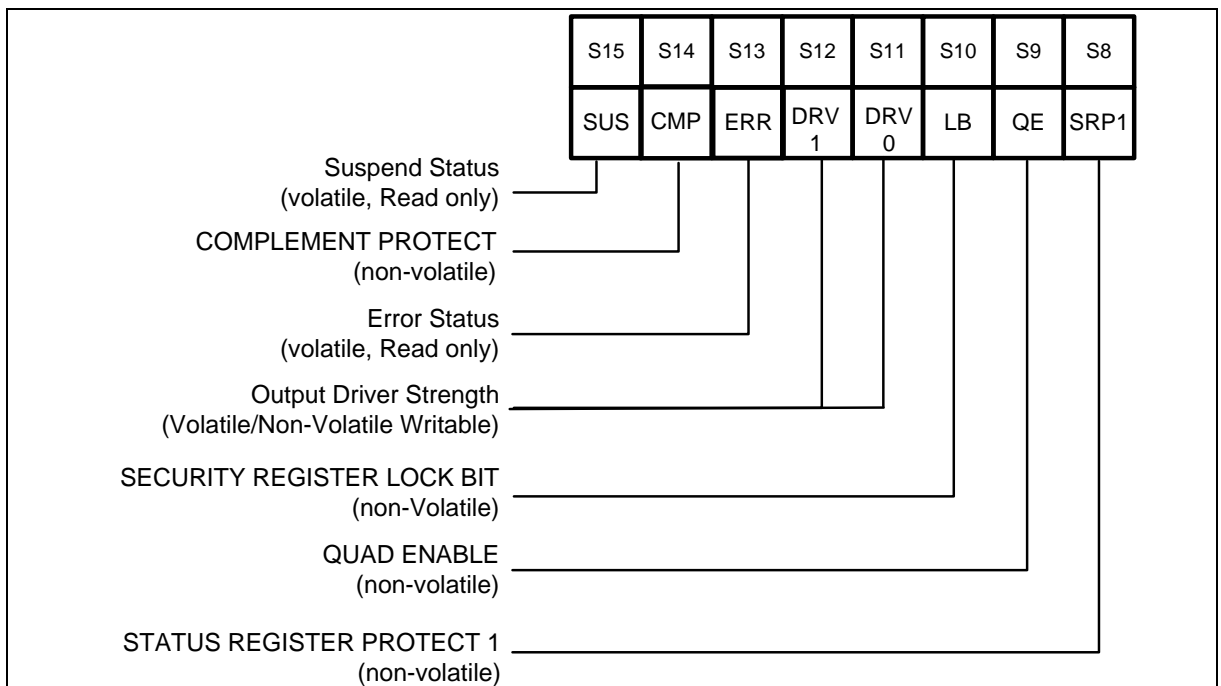 S15 S14 S13 S12 S11 S10 S9 S8
SUS CMP ERR DRV 1 DRV 0 LB QE SRP1
Suspend Status
(volatile, Read only)
COMPLEMENT PROTECT
(non-volatile)
Error Status
(volatile, Read only)
Output Driver Strength
(Volatile/Non-Volatile Writable)
SECURITY REGISTER LOCK BIT
(non-Volatile)
QUAD ENABLE
(non-volatile)
STATUS REGISTER PROTECT 1
(non-volatile)